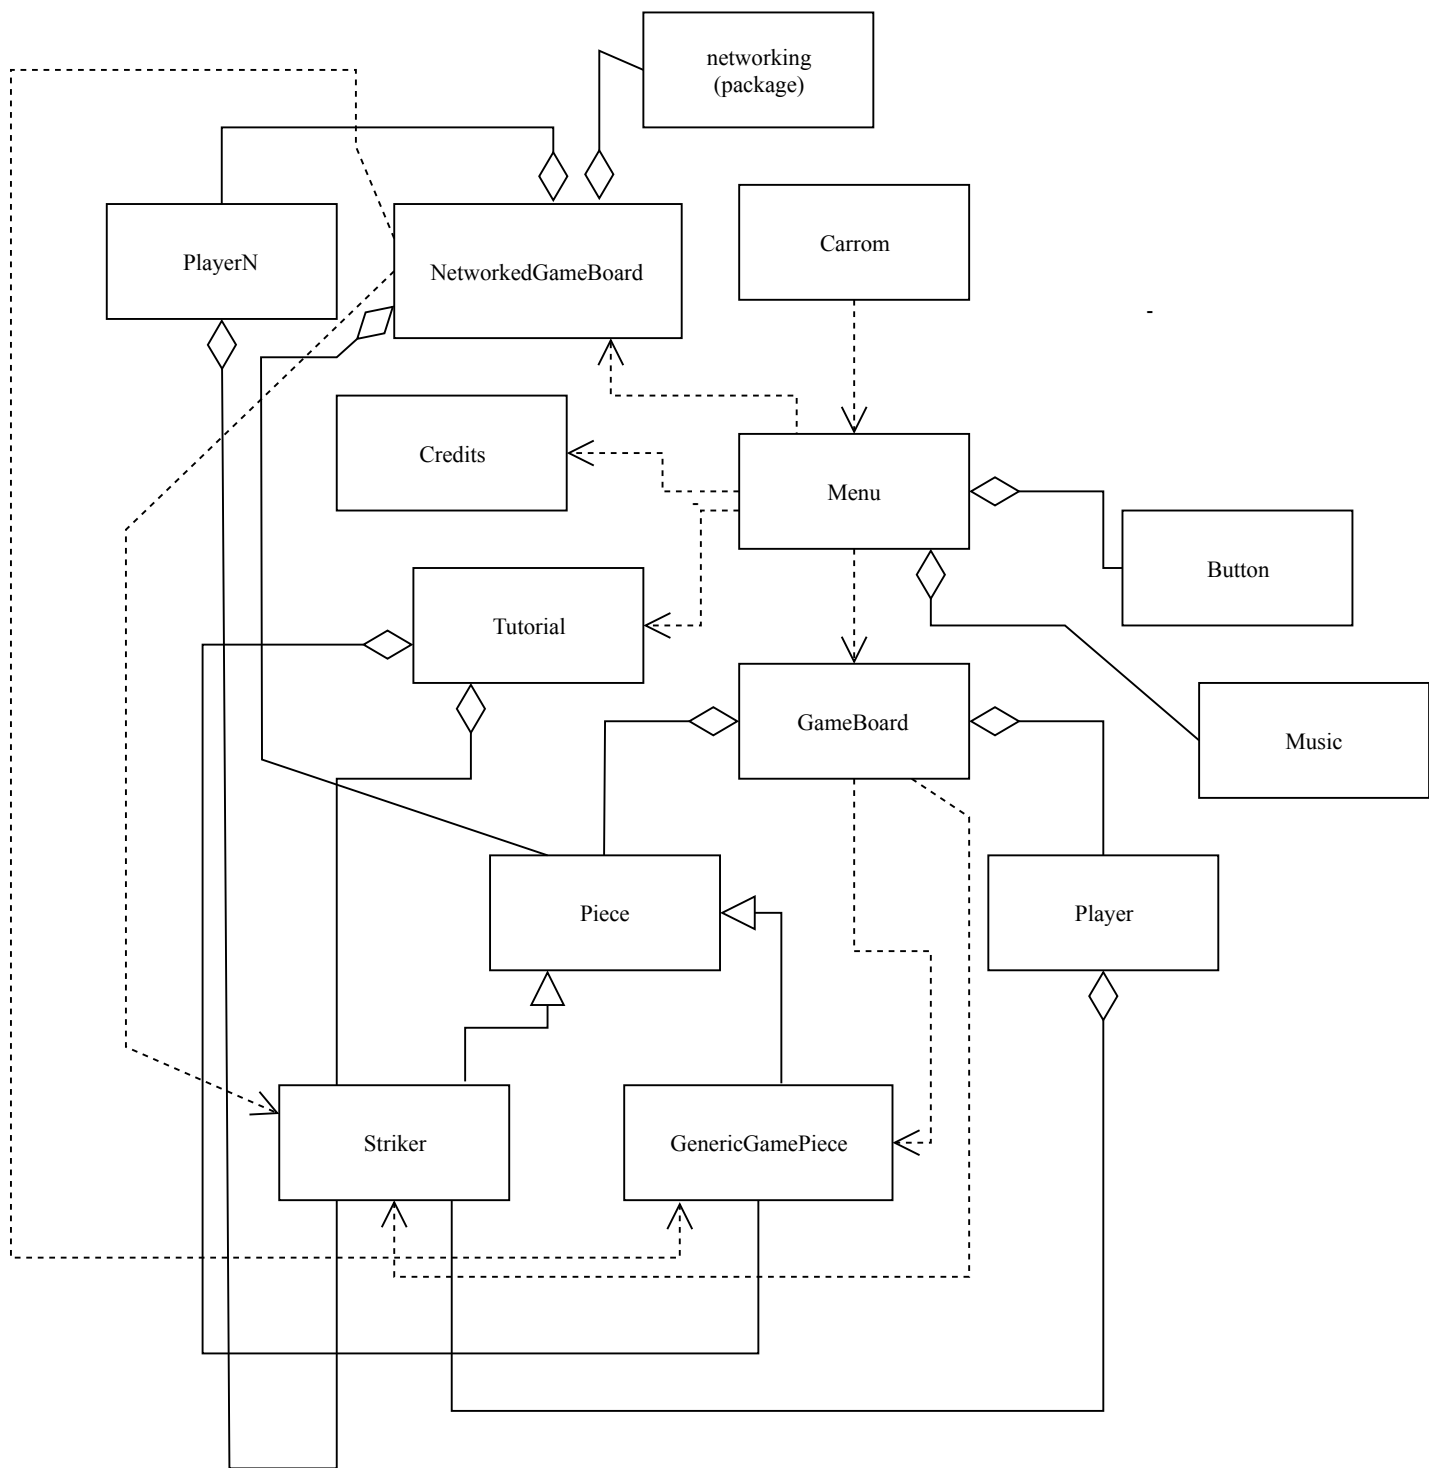 networking
(package)
PlayerN
NetworkedGameBoard
Carrom
-
Credits
Menu
-
Button
Tutorial
GameBoard
Music
Piece
Player
Striker
GenericGamePiece